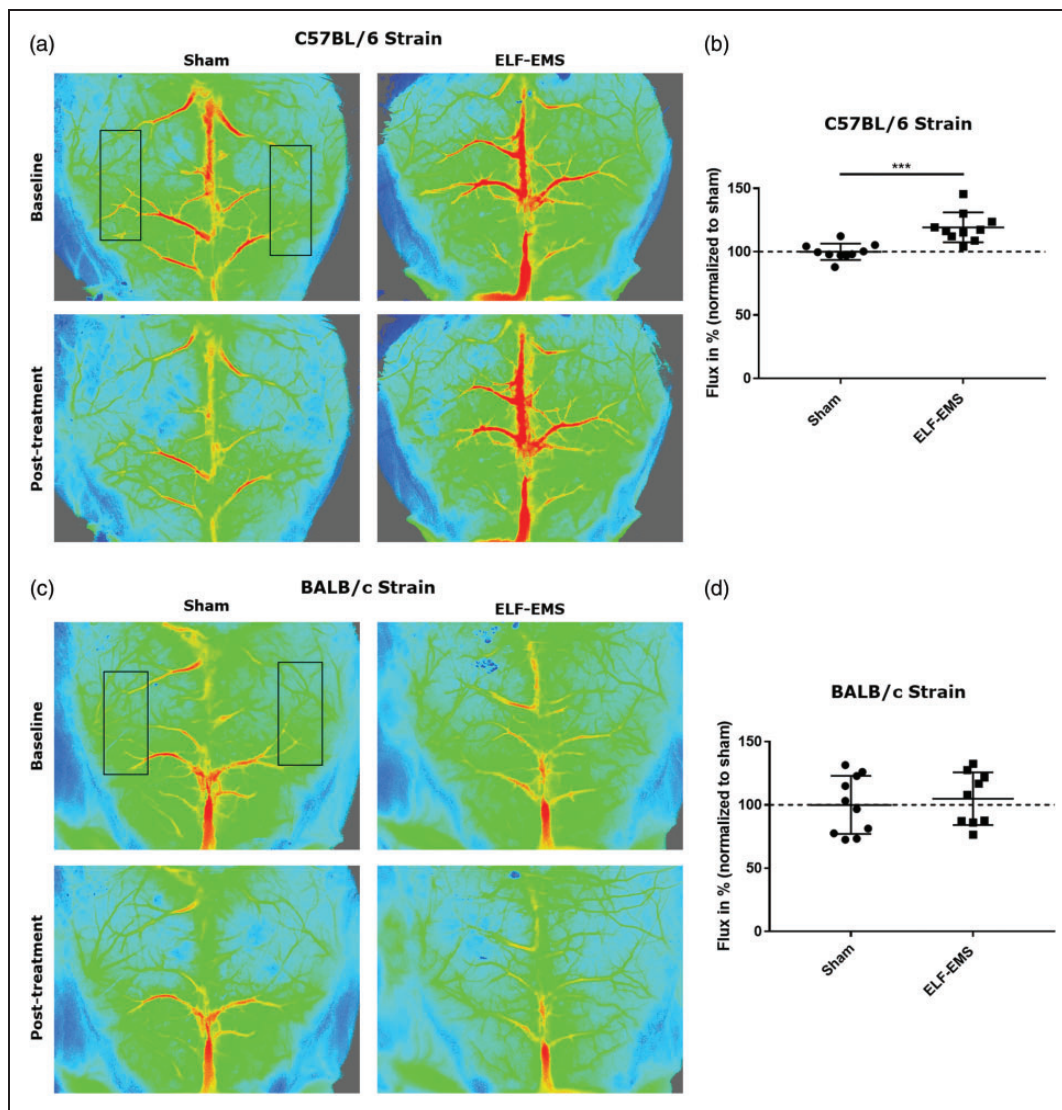 (a)
C57BL/6 Strain
Sham
ELF-EMS
Baseline
Post-treatment
(b)
C57BL/6 Strain
***
Flux in % (normalized to sham)
150
100
50
0
Sham
ELF-EMS
(c)
BALB/c Strain
Sham
ELF-EMS
Baseline
Post-treatment
(d)
BALB/c Strain
Flux in % (normalized to sham)
150
100
50
0
Sham
ELF-EMS